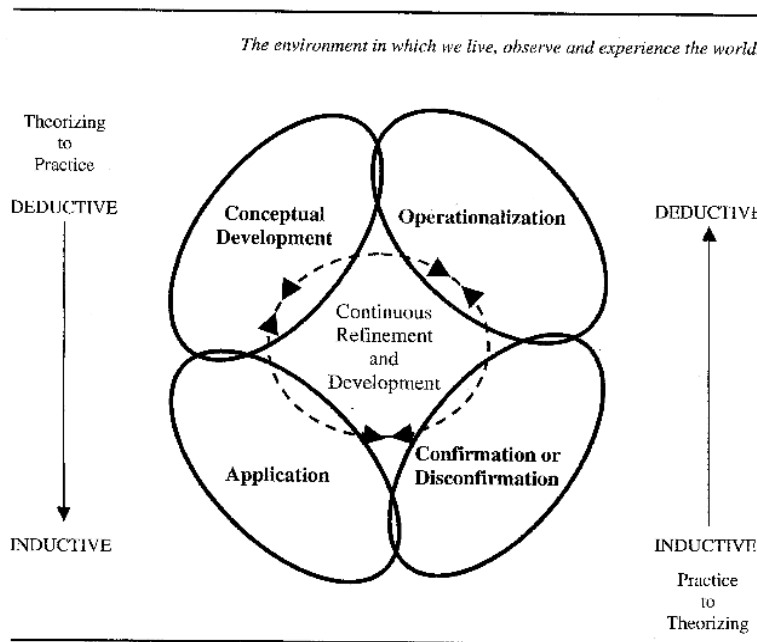 The environment in which we live, observe and experience the world
Theorizing
to
Practice
DEDUCTIVE
INDUCTIVE
Conceptual
Development
Operationalization
Continuous
Refinement
and
Development
Application
Confirmation or
Disconfirmation
DEDUCTIVE
INDUCTIVE
Practice
to
Theorizing